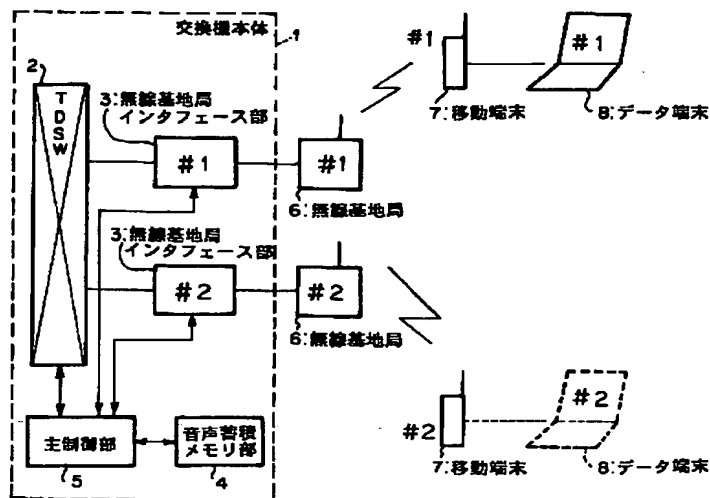 交換機本体
1
2
TDSW
3:無線基地局
インタフェース部
#1
#1
6:無線基地局
#1
7:移動端末
#1
8:データ端末
3:無線基地局
インタフェース部
#2
#2
6:無線基地局
#2
7:移動端末
#2
8:データ端末
主制御部
5
音声蓄積
メモリ部
4